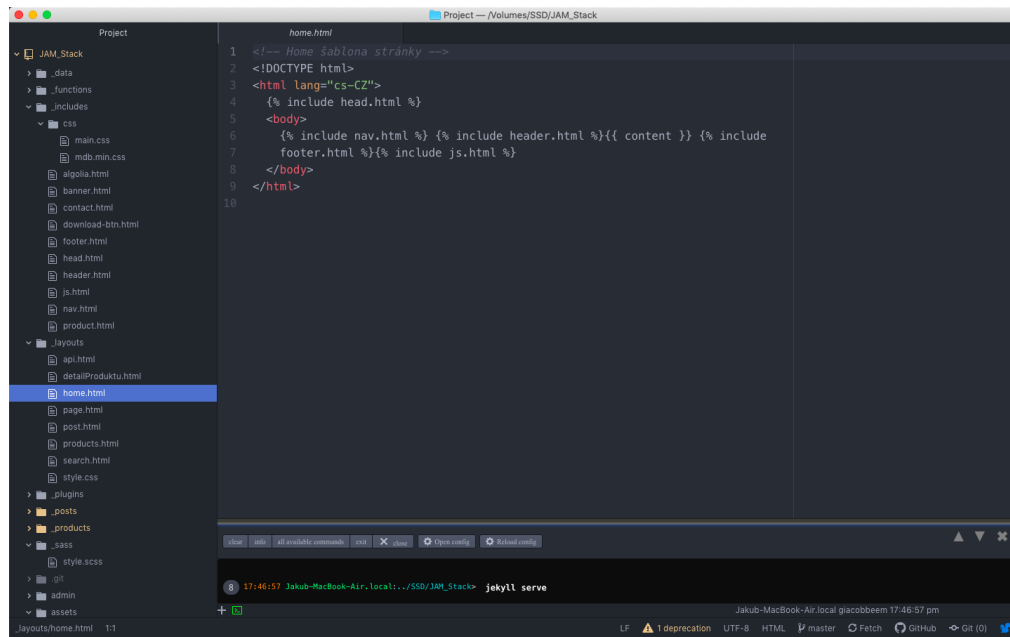 Project — /Volumes/SSD/JAM_Stack
Project
home.html
JAM_Stack
_data
_functions
_includes
css
main.css
mdb.min.css
algolia.html
banner.html
contact.html
download-btn.html
footer.html
head.html
header.html
js.html
nav.html
product.html
_layouts
api.html
detailProduktu.html
home.html
page.html
post.html
products.html
search.html
style.css
_plugins
_posts
_products
_sass
style.scss
.git
admin
assets
1 <!-- Home šablona stránky -->
2 <!DOCTYPE html>
3 <html lang="cs-CZ">
4 {% include head.html %}
5 <body>
6 {% include nav.html %} {% include header.html %}{{ content }} {% include
7 footer.html %}{% include js.html %}
8 </body>
9 </html>
10
clear info all available commands exit close Open config Reload config
8 17:46:57 Jakub-MacBook-Air.local:../SSD/JAM_Stack> jekyll serve
Jakub-MacBook-Air.local giacobbeem 17:46:57 pm
_layouts/home.html 1:1 LF 1 deprecation UTF-8 HTML master Fetch GitHub Git (0)